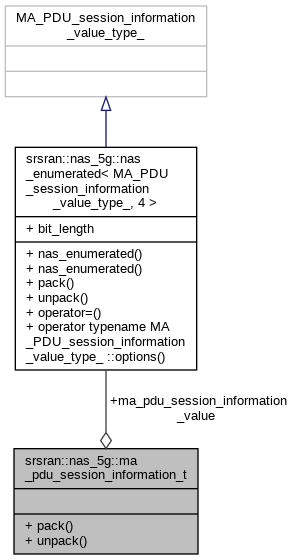 MA_PDU_session_information
_value_type_
srsran::nas_5g::nas
_enumerated< MA_PDU
_session_information
_value_type_, 4 >
+ bit_length
+ nas_enumerated()
+ nas_enumerated()
+ pack()
+ unpack()
+ operator=()
+ operator typename MA
_PDU_session_information
_value_type_ ::options()
+ma_pdu_session_information
_value
srsran::nas_5g::ma
_pdu_session_information_t
+ pack()
+ unpack()